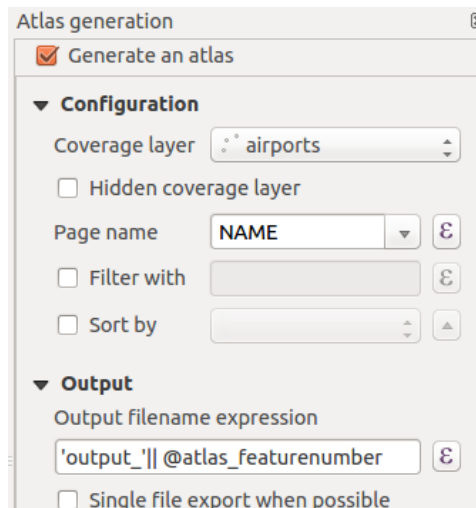 Atlas generation
Generate an atlas
Configuration
Coverage layer airports
Hidden coverage layer
Page name NAME ε
Filter with ε
Sort by
Output
Output filename expression
'output_'|| @atlas_featurenumber ε
Single file export when possible